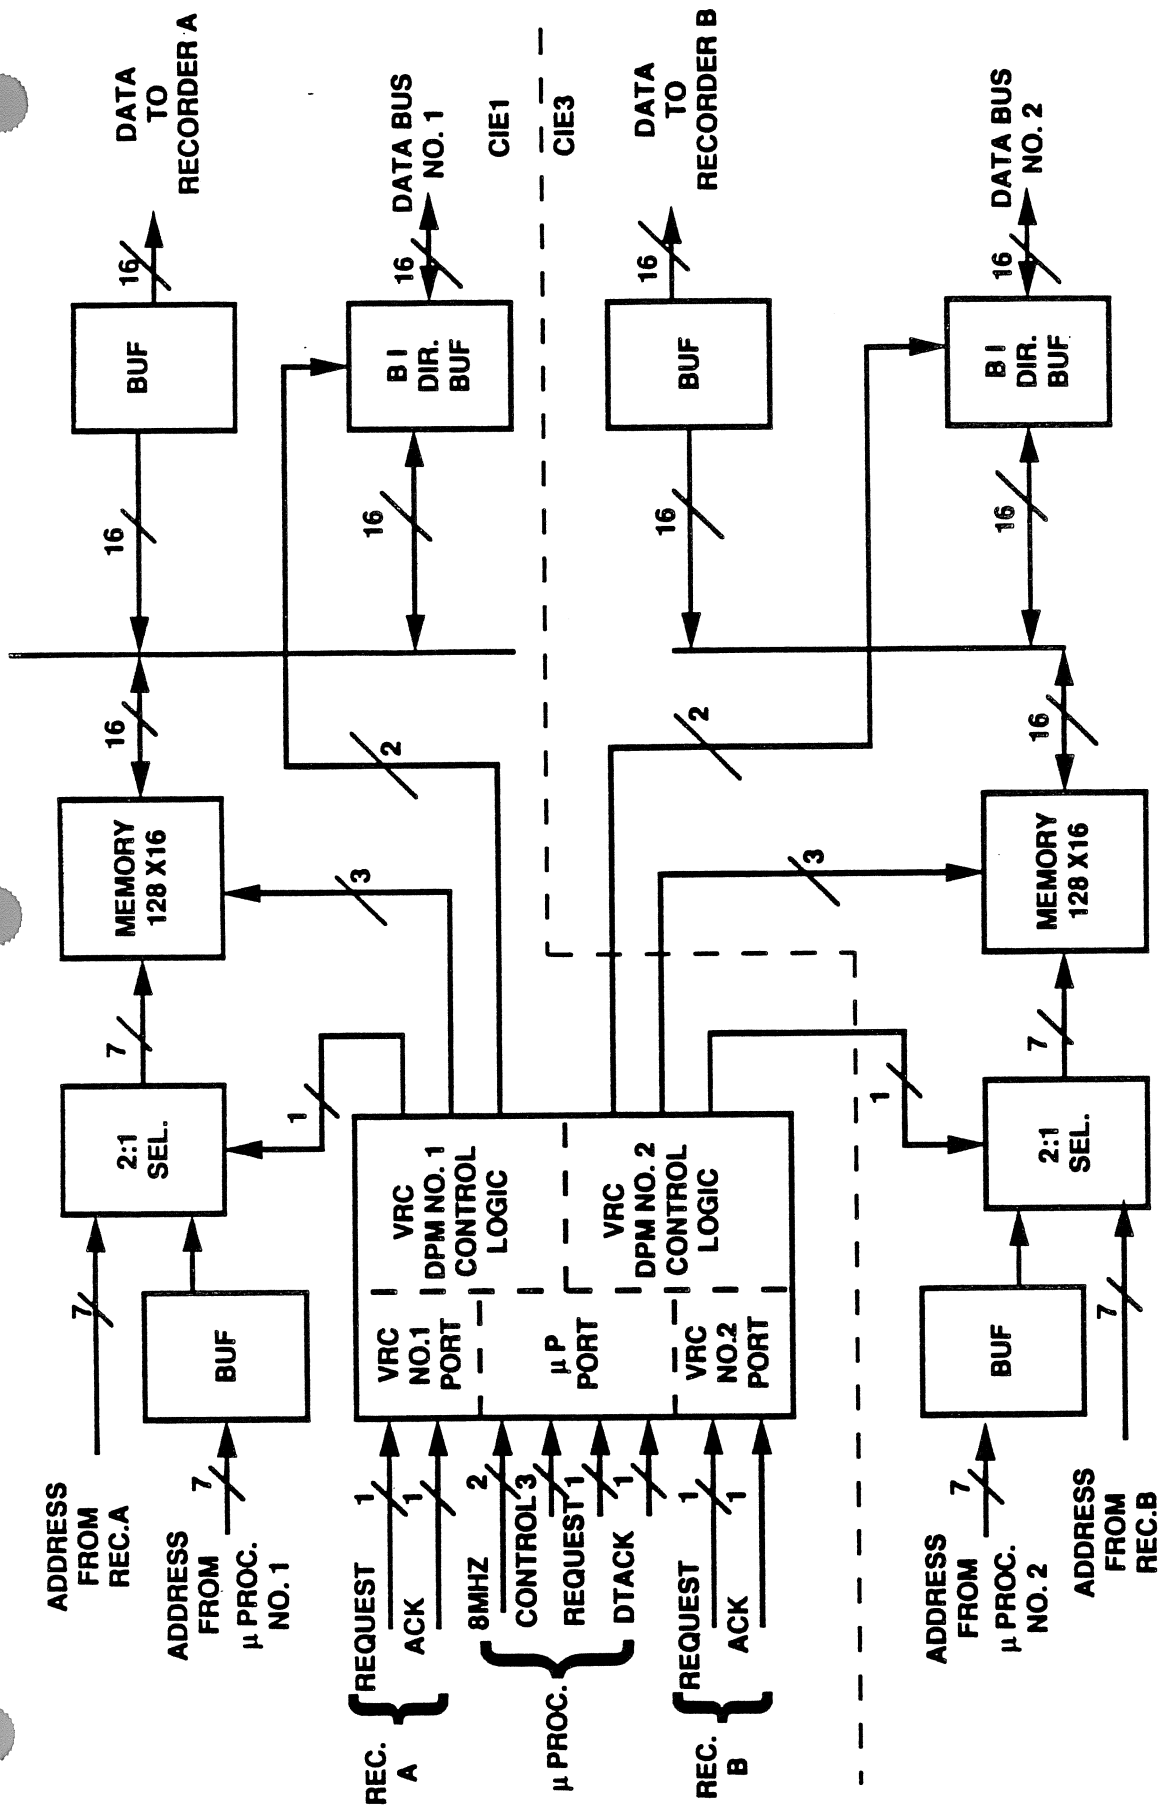 ADDRESS
FROM
REC.A
7
ADDRESS
FROM
μ PROC.
NO. 1
7
BUF
2:1
SEL.
7
MEMORY
128 X16
16
16
BUF
16
DATA
TO
RECORDER A
1
3
2
16
B I
DIR.
BUF
16
DATA BUS
NO. 1
CIE1
CIE3
REC.
A
REQUEST
1
ACK
1
μ PROC.
8MHZ
2
CONTROL
3
REQUEST
1
DTACK
1
REC.
B
REQUEST
1
ACK
1
VRC
NO.1
PORT
μ P
PORT
VRC
NO.2
PORT
VRC
DPM NO. 1
CONTROL
LOGIC
VRC
DPM NO. 2
CONTROL
LOGIC
2
3
1
16
BUF
16
DATA
TO
RECORDER B
ADDRESS
FROM
μ PROC.
NO. 2
7
BUF
ADDRESS
FROM
REC.B
7
2:1
SEL.
7
MEMORY
128 X16
16
16
B I
DIR.
BUF
16
DATA BUS
NO. 2